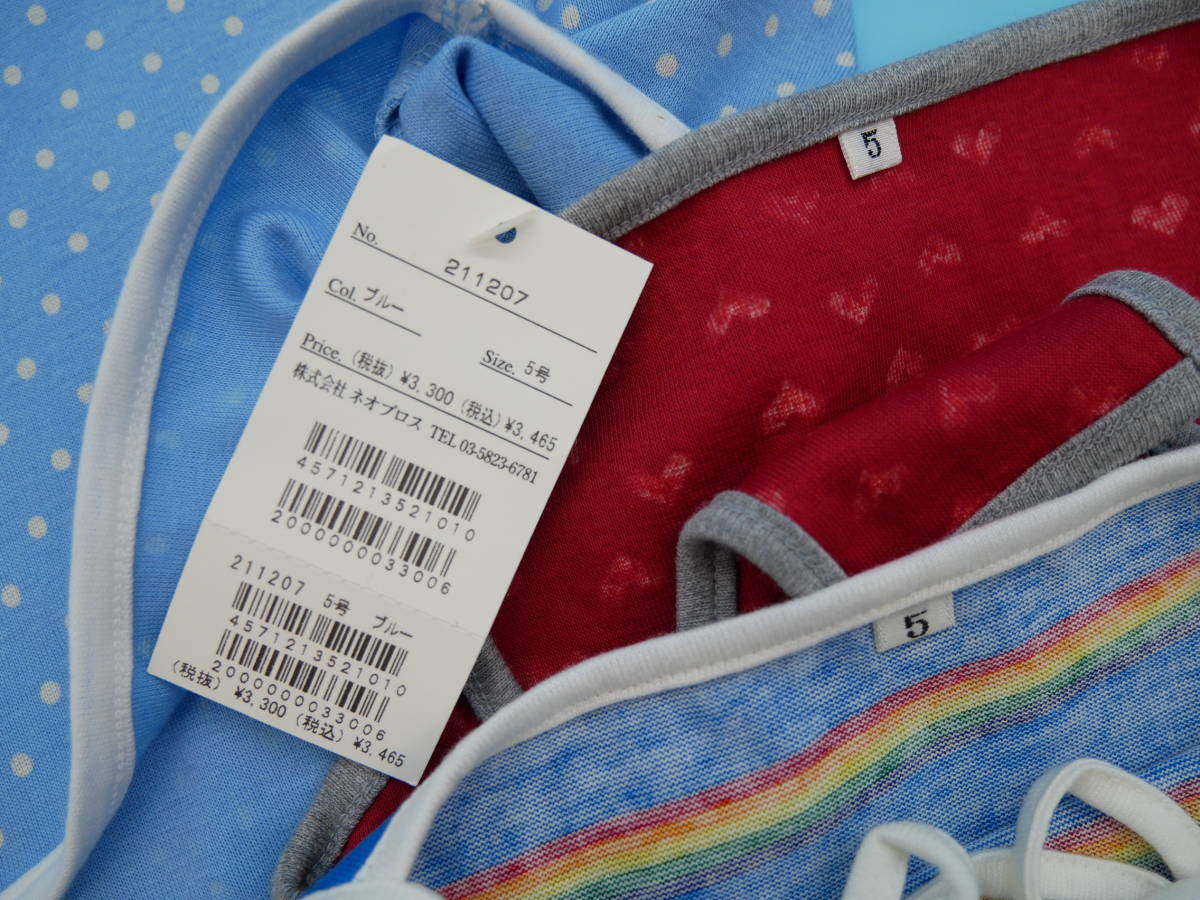 No. 211207
Col. ブルー
Size. 5号
Price. (税抜) ¥3,300 (税込) ¥3,465
株式会社 ネオプロス TEL 03-5823-6781
4571213521010
2000000033006
211207 5号 ブルー
4571213521010
2000000033006
(税抜) ¥3,300 (税込) ¥3,465
5
5